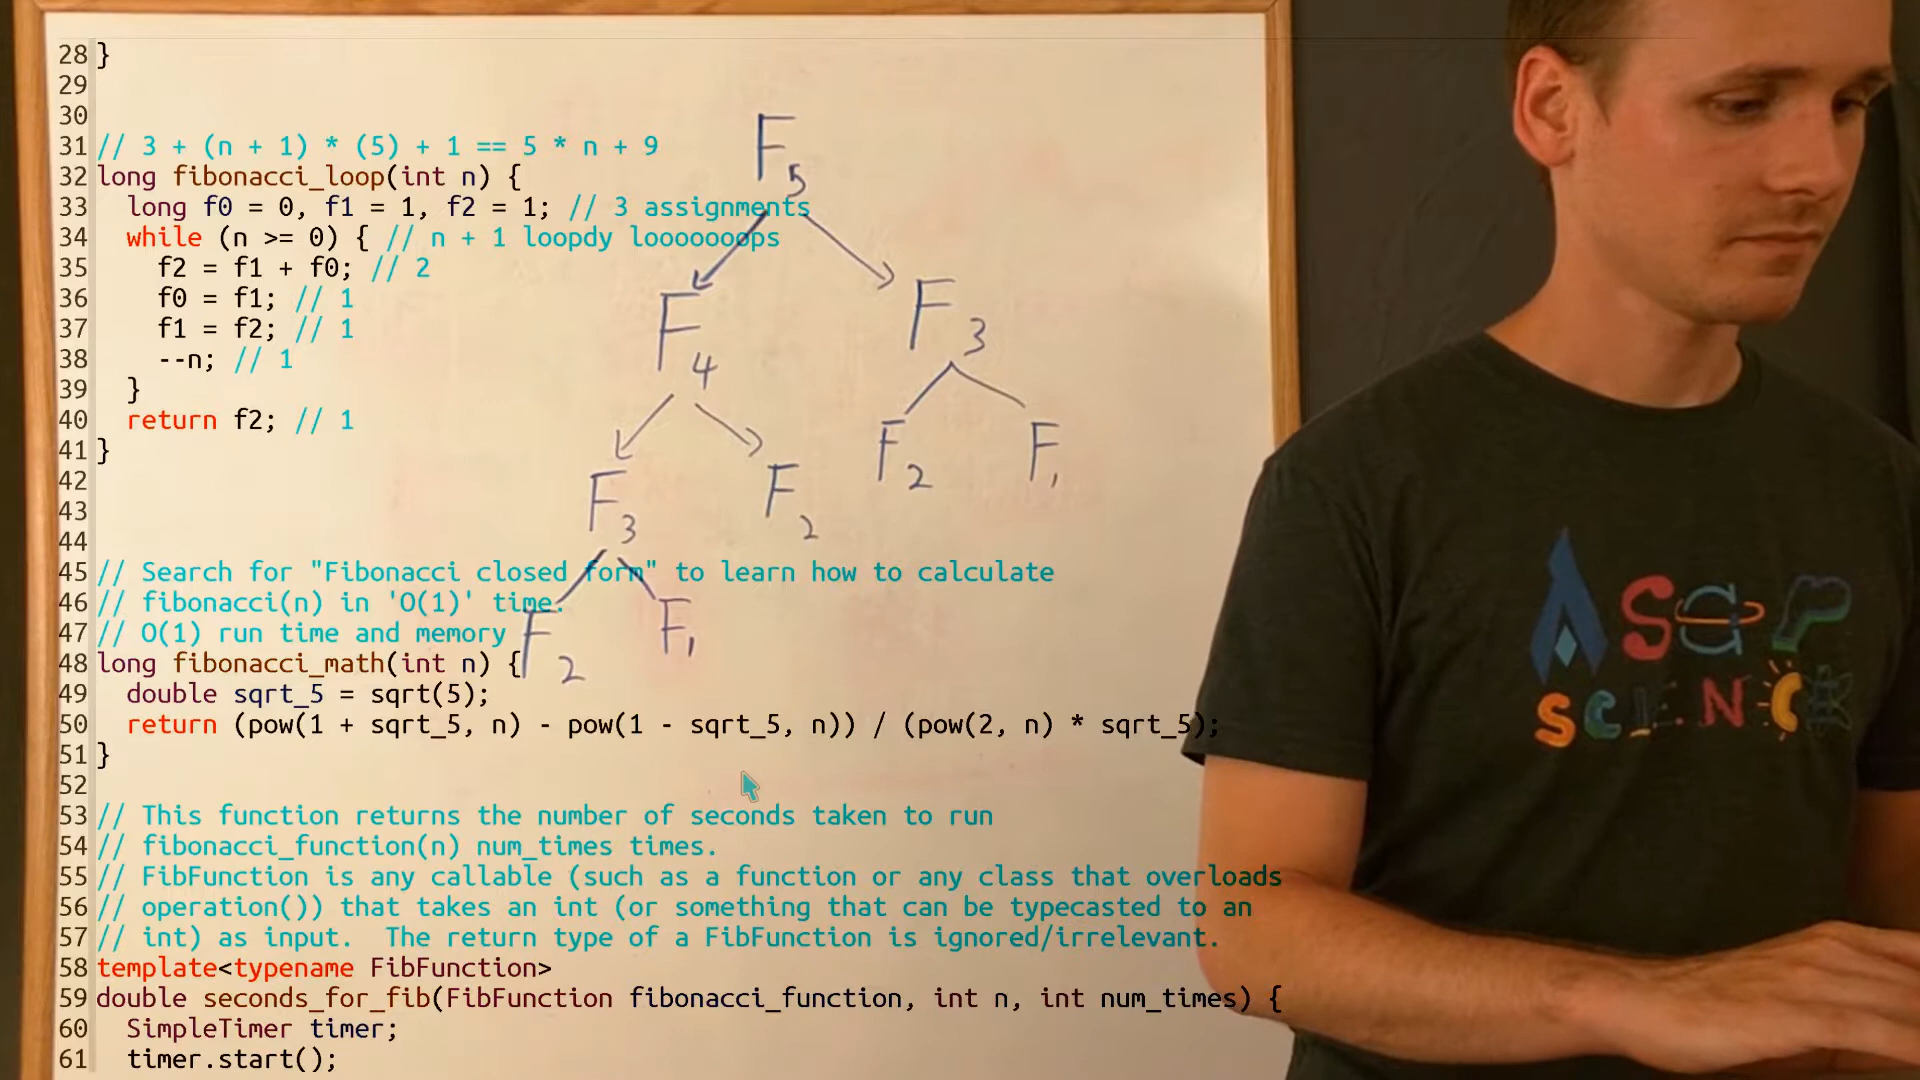 28 }
29
30
31 // 3 + (n + 1) * (5) + 1 == 5 * n + 9
32 long fibonacci_loop(int n) {
33   long f0 = 0, f1 = 1, f2 = 1; // 3 assignments
34   while (n >= 0) { // n + 1 loopdy looooooops
35     f2 = f1 + f0; // 2
36     f0 = f1; // 1
37     f1 = f2; // 1
38     --n; // 1
39   }
40   return f2; // 1
41 }
42
43
44
45 // Search for "Fibonacci closed form" to learn how to calculate
46 // fibonacci(n) in 'O(1)' time.
47 // O(1) run time and memory
48 long fibonacci_math(int n) {
49   double sqrt_5 = sqrt(5);
50   return (pow(1 + sqrt_5, n) - pow(1 - sqrt_5, n)) / (pow(2, n) * sqrt_5);
51 }
52
53 // This function returns the number of seconds taken to run
54 // fibonacci_function(n) num_times times.
55 // FibFunction is any callable (such as a function or any class that overloads
56 // operation()) that takes an int (or something that can be typecasted to an
57 // int) as input.  The return type of a FibFunction is ignored/irrelevant.
58 template<typename FibFunction>
59 double seconds_for_fib(FibFunction fibonacci_function, int n, int num_times) {
60   SimpleTimer timer;
61   timer.start();
F5
F4 F3
F3 F2 F2 F1
F2 F1
ASAP
SCIENCE